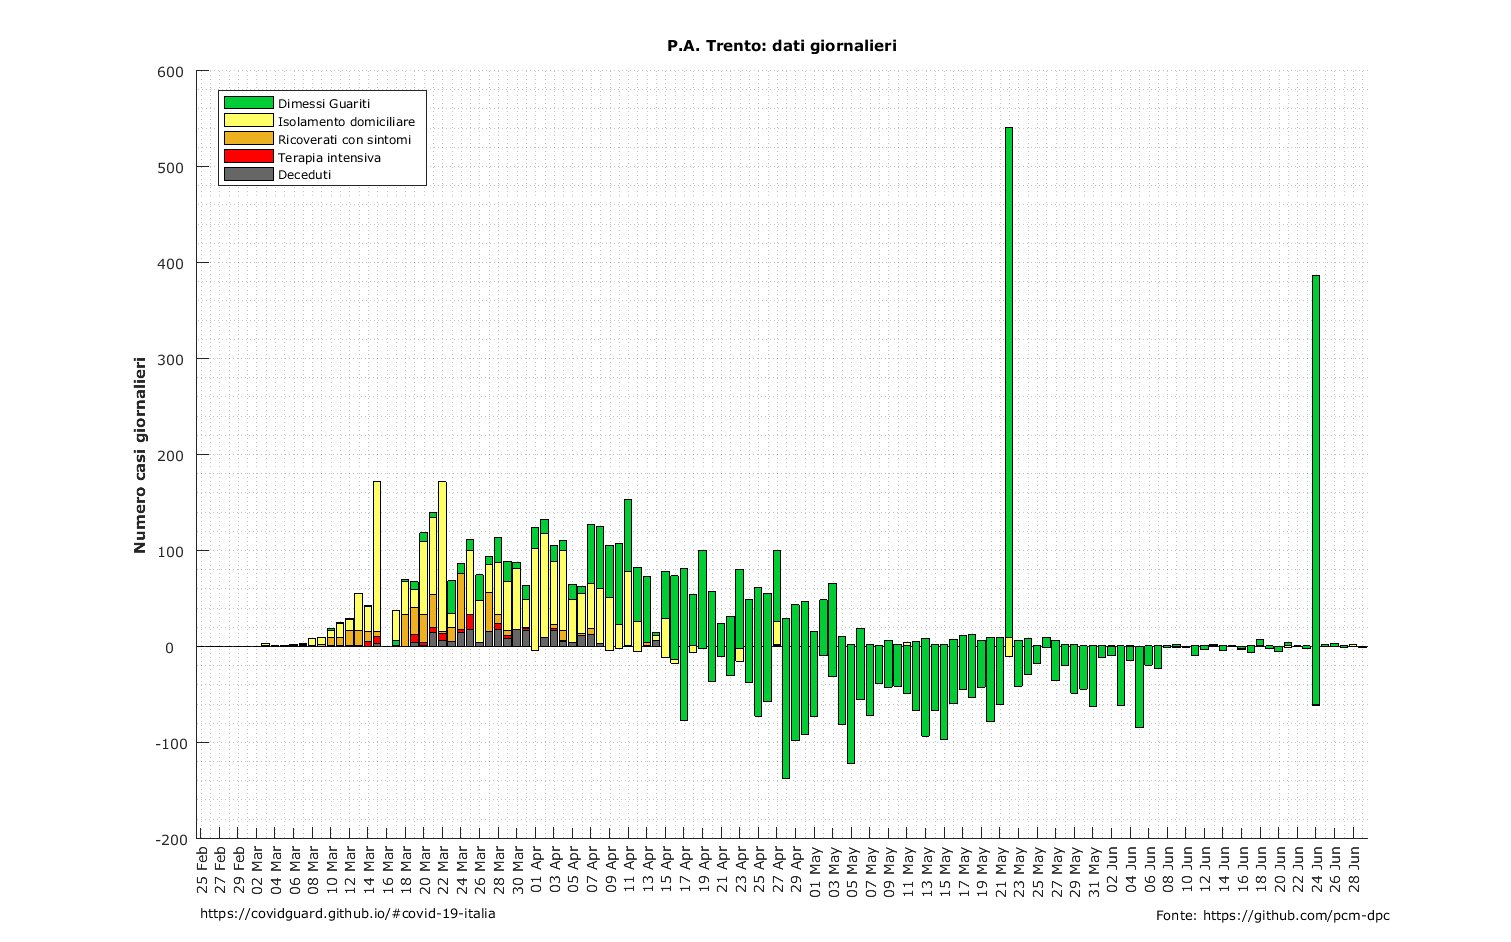 P.A. Trento: dati giornalieri
Numero casi giornalieri
600
500
400
300
200
100
0
-100
-200
Dimessi Guariti
Isolamento domiciliare
Ricoverati con sintomi
Terapia intensiva
Deceduti
25 Feb
27 Feb
29 Feb
02 Mar
04 Mar
06 Mar
08 Mar
10 Mar
12 Mar
14 Mar
16 Mar
18 Mar
20 Mar
22 Mar
24 Mar
26 Mar
28 Mar
30 Mar
01 Apr
03 Apr
05 Apr
07 Apr
09 Apr
11 Apr
13 Apr
15 Apr
17 Apr
19 Apr
21 Apr
23 Apr
25 Apr
27 Apr
29 Apr
01 May
03 May
05 May
07 May
09 May
11 May
13 May
15 May
17 May
19 May
21 May
23 May
25 May
27 May
29 May
31 May
02 Jun
04 Jun
06 Jun
08 Jun
10 Jun
12 Jun
14 Jun
16 Jun
18 Jun
20 Jun
22 Jun
24 Jun
26 Jun
28 Jun
https://covidguard.github.io/#covid-19-italia
Fonte: https://github.com/pcm-dpc